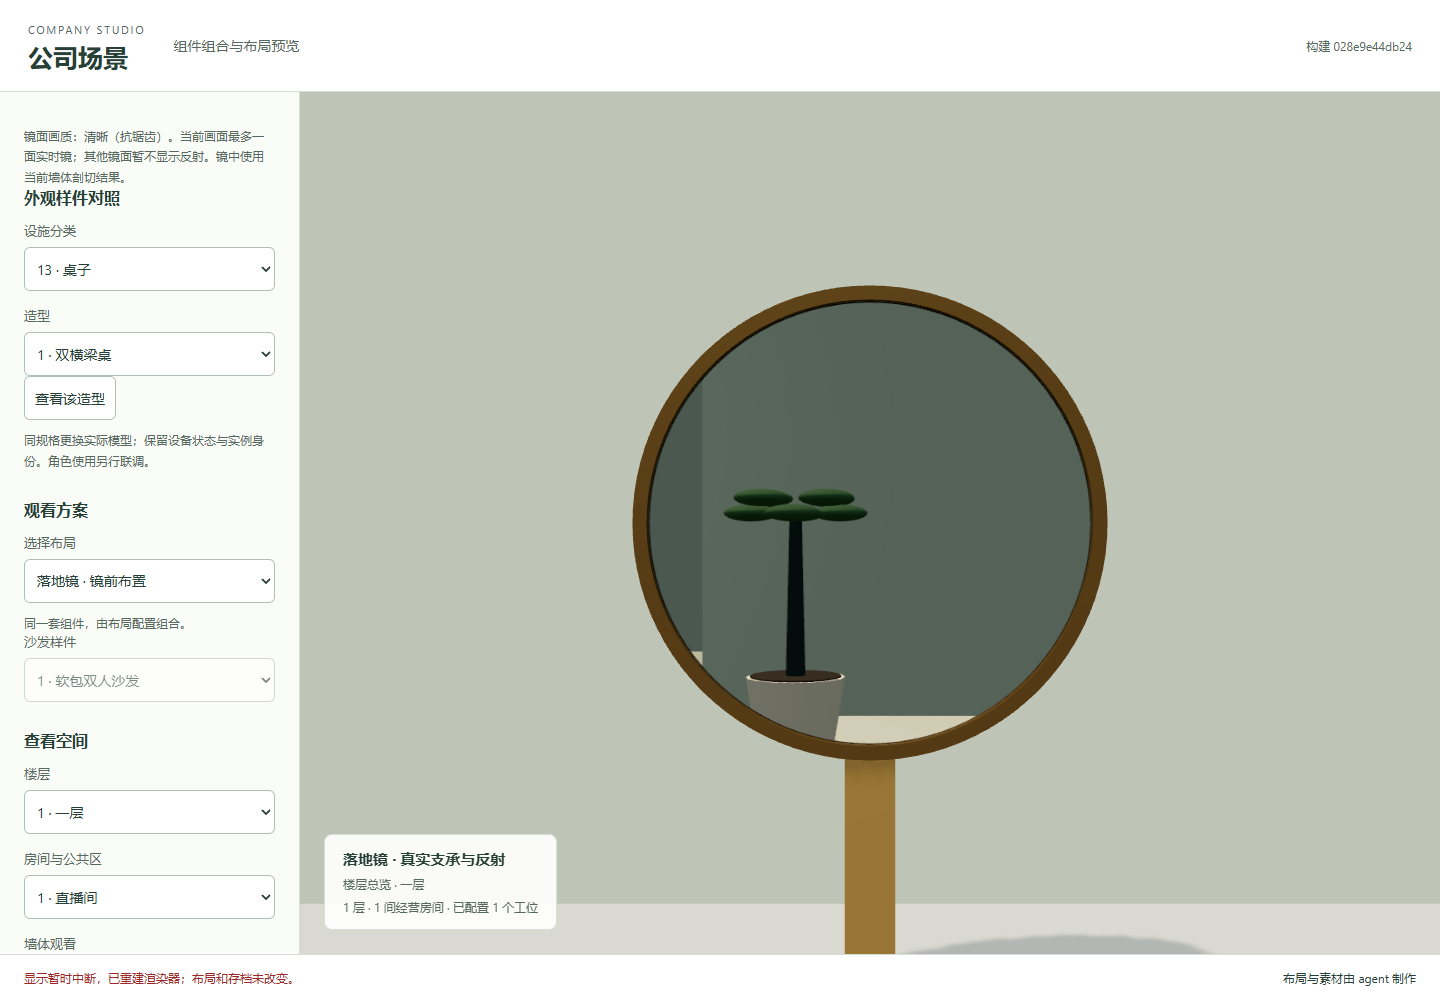 COMPANY STUDIO
公司场景
组件组合与布局预览
构建 028e9e44db24
镜面画质：清晰（抗锯齿）。当前画面最多一
面实时镜；其他镜面暂不显示反射。镜中使用
当前墙体剖切结果。
外观样件对照
设施分类
13 · 桌子
造型
1 · 双横梁桌
查看该造型
同规格更换实际模型；保留设备状态与实例身
份。角色使用另行联调。
观看方案
选择布局
落地镜 · 镜前布置
同一套组件，由布局配置组合。
沙发样件
1 · 软包双人沙发
查看空间
楼层
1 · 一层
房间与公共区
1 · 直播间
墙体观看
落地镜 · 真实支承与反射
楼层总览 · 一层
1 层 · 1 间经营房间 · 已配置 1 个工位
显示暂时中断，已重建渲染器；布局和存档未改变。
布局与素材由 agent 制作